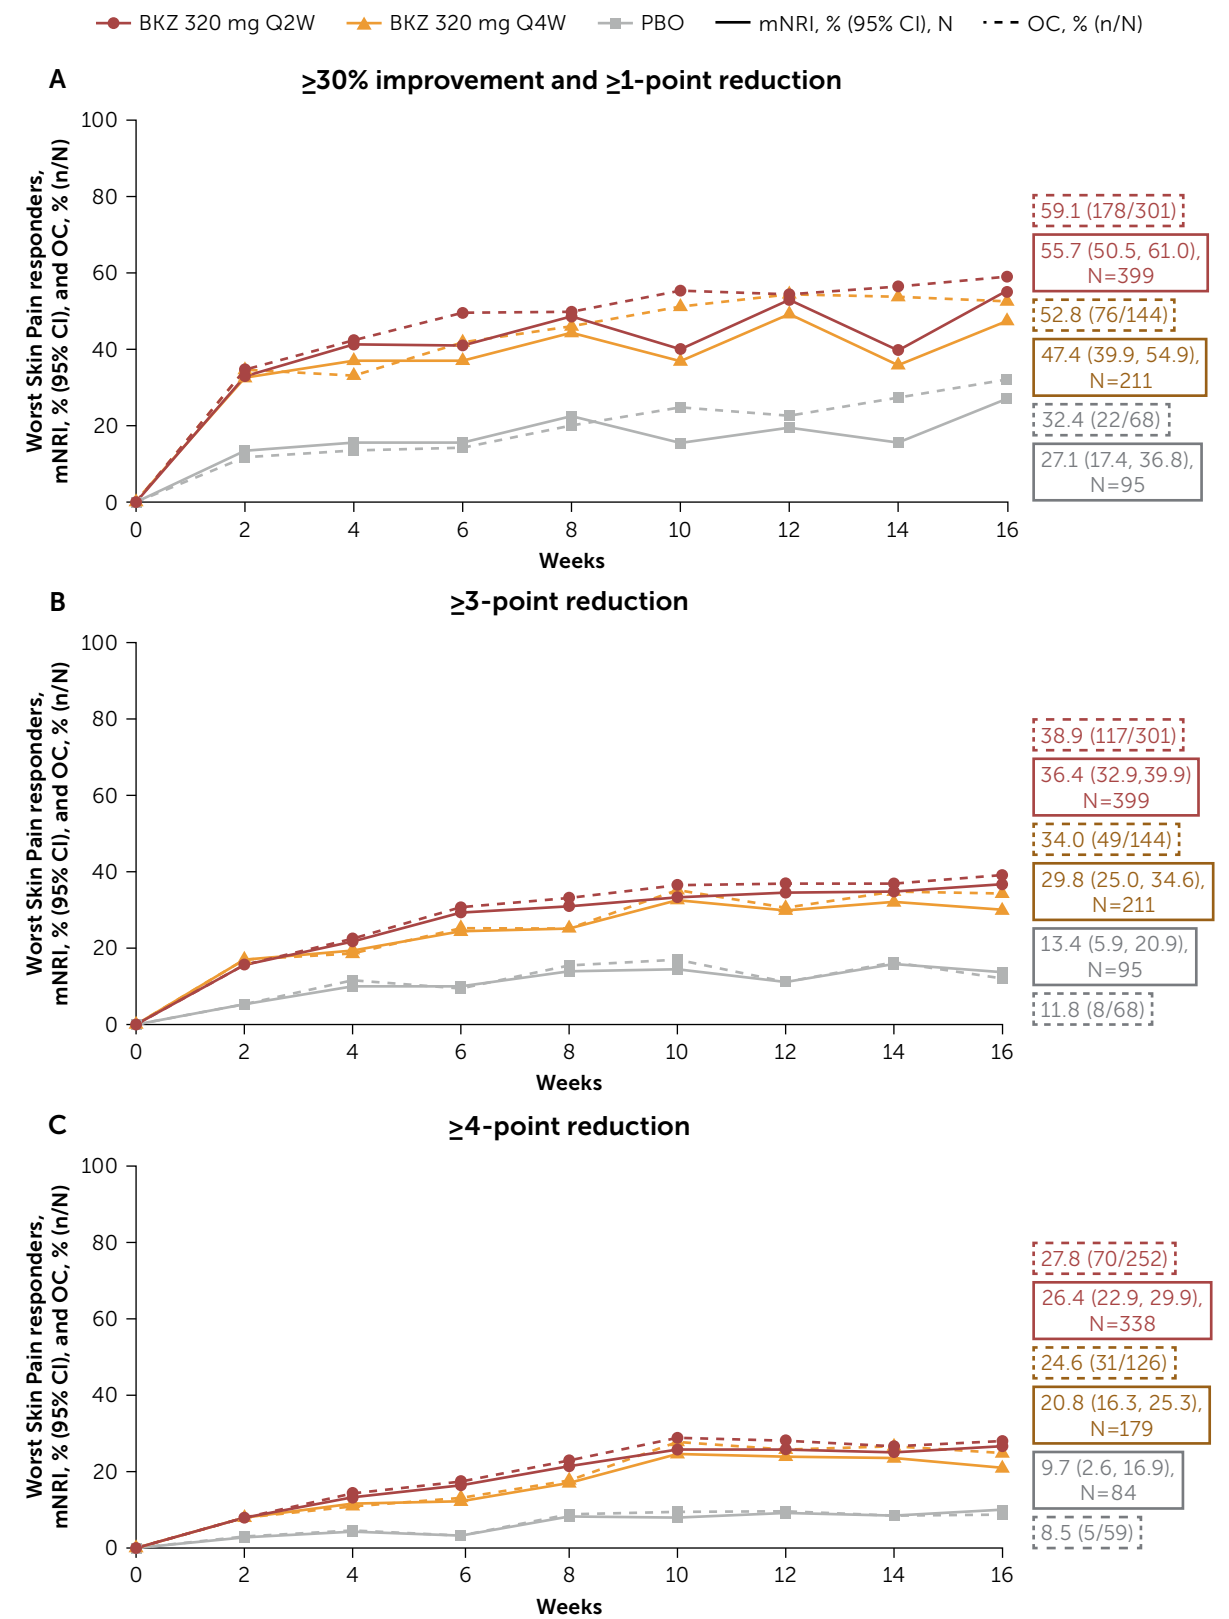 BKZ 320 mg Q2W BKZ 320 mg Q4W PBO mNRI, % (95% CI), N OC, % (n/N)
A ≥30% improvement and ≥1-point reduction
Worst Skin Pain responders,
mNRI, % (95% CI), and OC, % (n/N)
100
80
60
40
20
0
0 2 4 6 8 10 12 14 16
Weeks
59.1 (178/301)
55.7 (50.5, 61.0),
N=399
52.8 (76/144)
47.4 (39.9, 54.9),
N=211
32.4 (22/68)
27.1 (17.4, 36.8),
N=95
B ≥3-point reduction
Worst Skin Pain responders,
mNRI, % (95% CI), and OC, % (n/N)
100
80
60
40
20
0
0 2 4 6 8 10 12 14 16
Weeks
38.9 (117/301)
36.4 (32.9,39.9)
N=399
34.0 (49/144)
29.8 (25.0, 34.6),
N=211
13.4 (5.9, 20.9),
N=95
11.8 (8/68)
C ≥4-point reduction
Worst Skin Pain responders,
mNRI, % (95% CI), and OC, % (n/N)
100
80
60
40
20
0
0 2 4 6 8 10 12 14 16
Weeks
27.8 (70/252)
26.4 (22.9, 29.9),
N=338
24.6 (31/126)
20.8 (16.3, 25.3),
N=179
9.7 (2.6, 16.9),
N=84
8.5 (5/59)